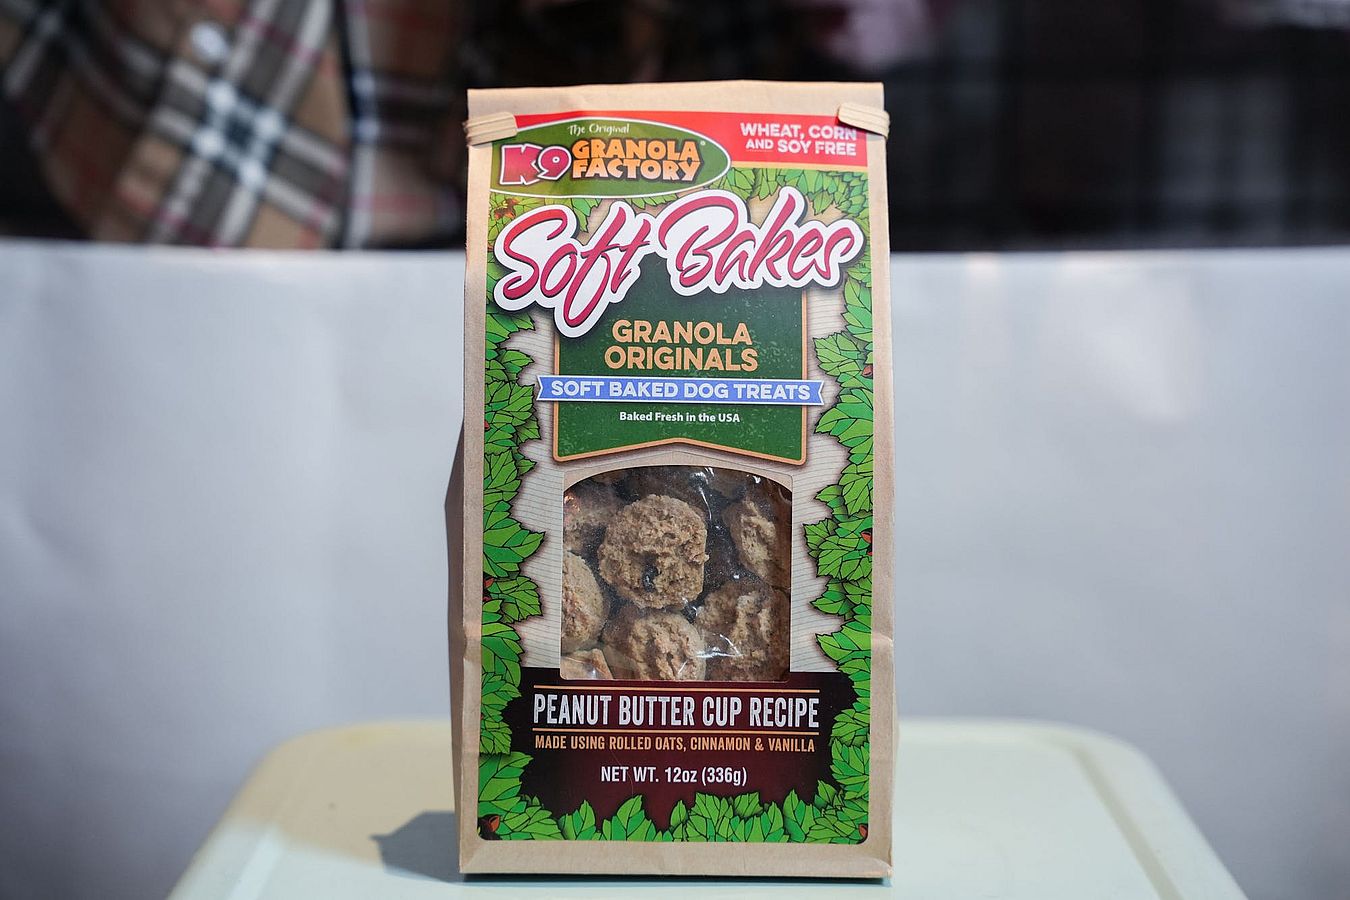 The Original
K9 GRANOLA FACTORY®
WHEAT, CORN
AND SOY FREE
Soft Bakes™
GRANOLA
ORIGINALS
SOFT BAKED DOG TREATS
Baked Fresh in the USA
PEANUT BUTTER CUP RECIPE
MADE USING ROLLED OATS, CINNAMON & VANILLA
NET WT. 12oz (336g)